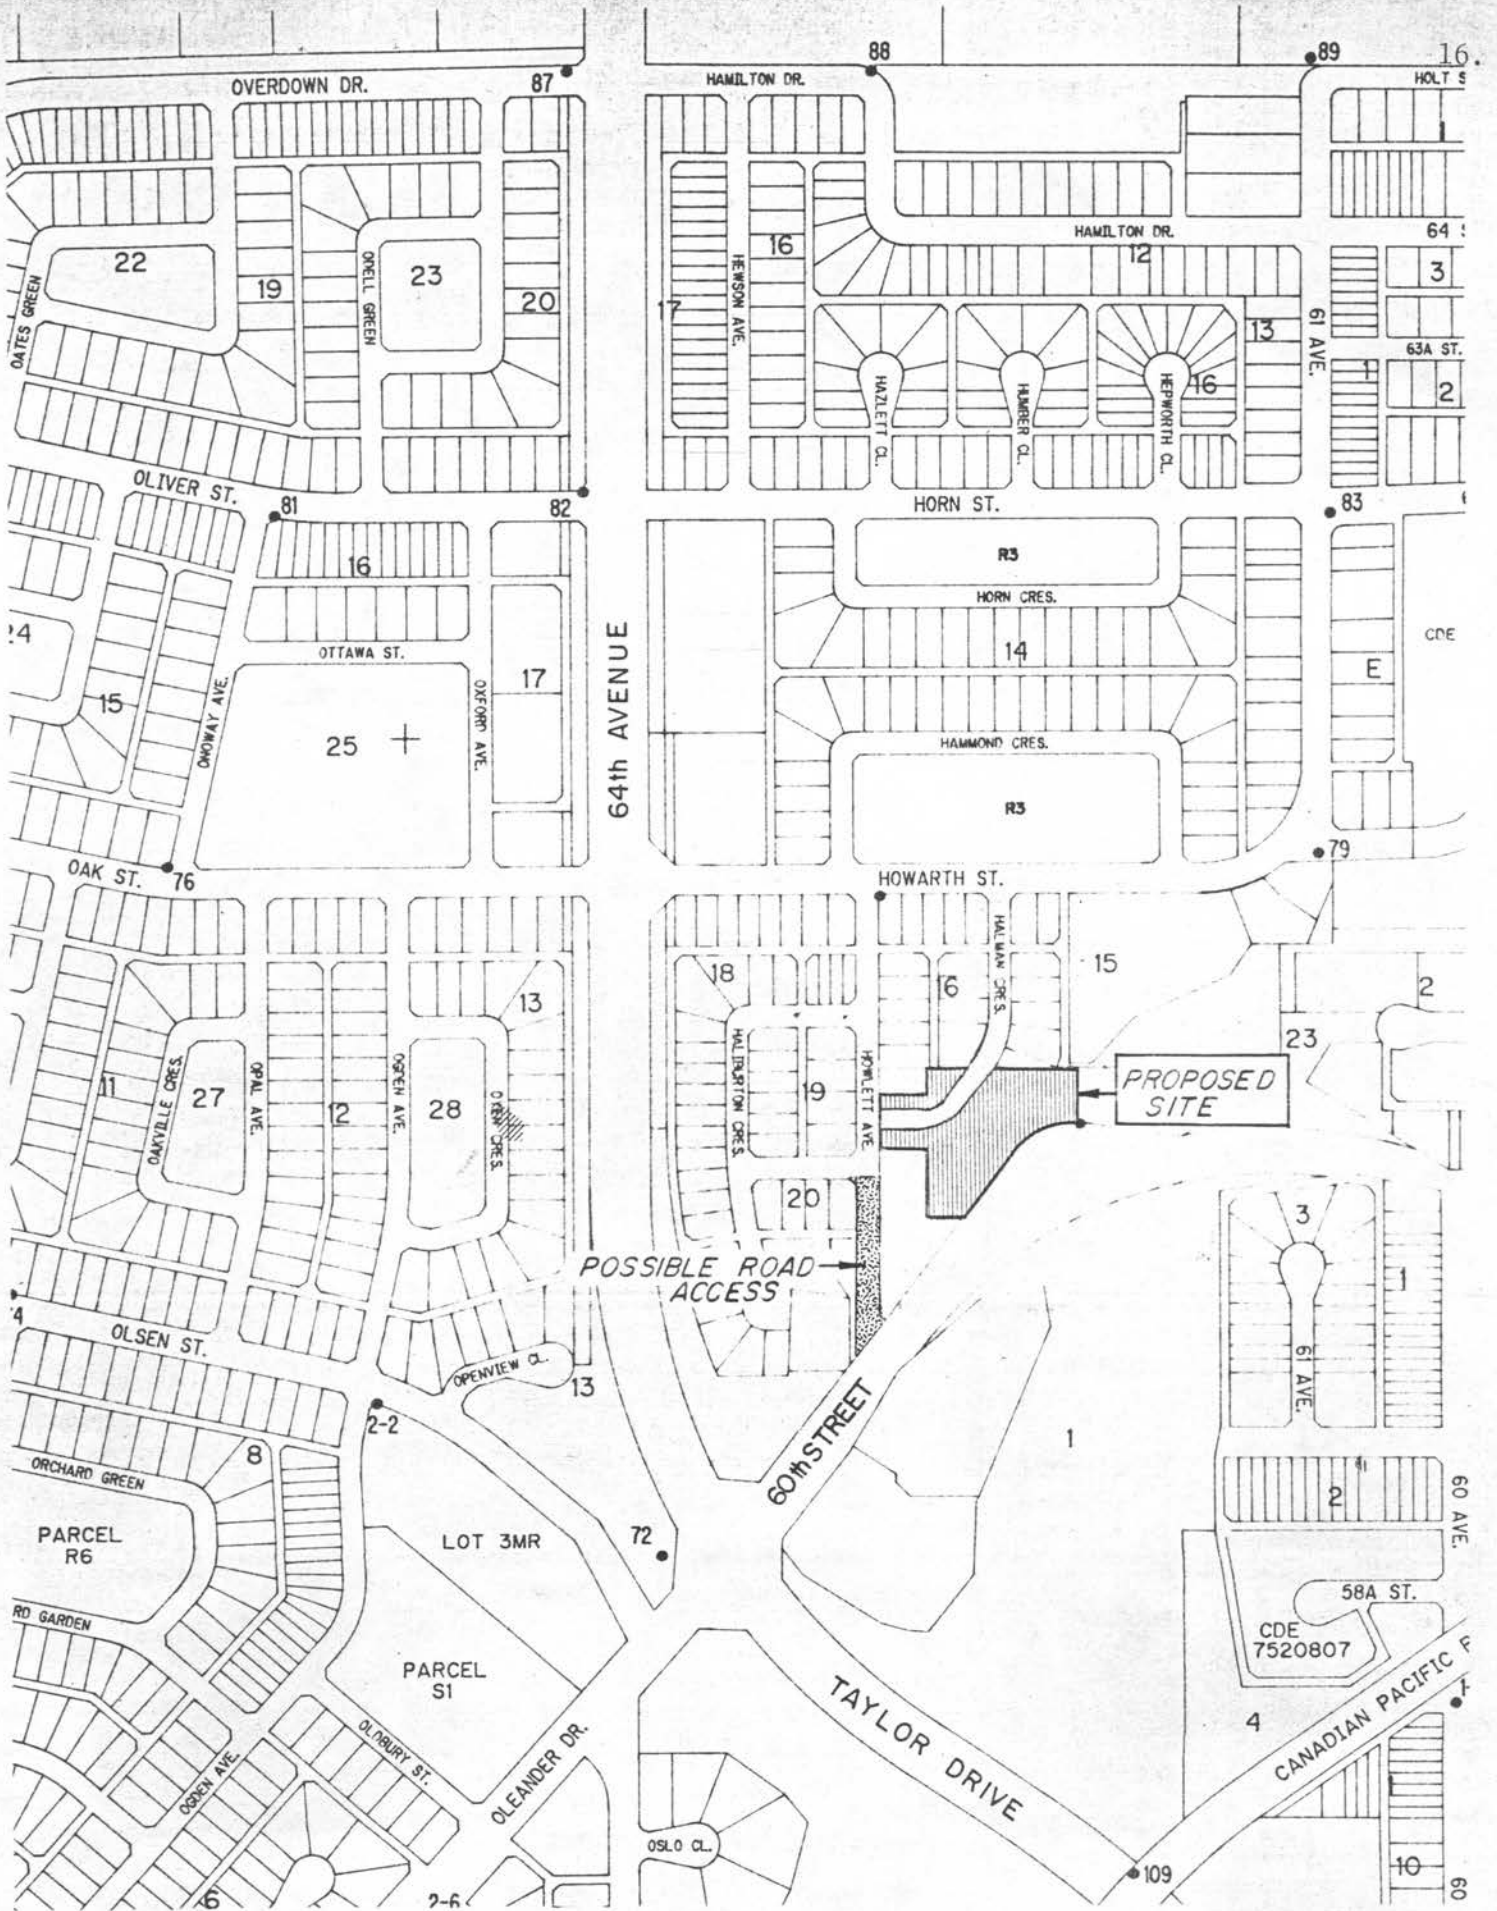 16.
88
89
OVERDOWN DR.
87
HAMILTON DR.
HOLT S
1
HAMILTON DR.
64
22
19
ODELL GREEN
23
20
17
HEWSON AVE.
16
12
3
OATES GREEN
13
61 AVE.
63A ST.
1
2
HAZLETT CL.
HUMBER CL.
HEPWORTH CL.
16
OLIVER ST.
81
82
HORN ST.
83
16
R3
HORN CRES.
24
OTTAWA ST.
14
CDE
15
ONOWAY AVE.
17
64th AVENUE
E
25
OXFORD AVE.
HAMMOND CRES.
R3
79
OAK ST.
76
HOWARTH ST.
18
16
HALMAN CRES.
15
2
13
23
11
OAKVILLE CRES.
27
OPAL AVE.
12
OGDEN AVE.
28
OXEN CRES.
HALIBURTON CRES.
19
HOWLETT AVE.
PROPOSED
SITE
20
3
POSSIBLE ROAD
ACCESS
1
74
OLSEN ST.
OPENVIEW CL.
13
61 AVE.
60th STREET
2-2
8
1
ORCHARD GREEN
2
60 AVE.
PARCEL
R6
LOT 3MR
72
58A ST.
RD GARDEN
CDE
7520807
PARCEL
S1
CANADIAN PACIFIC R
TAYLOR DRIVE
4
OLDBURY ST.
OGDEN AVE.
OLEANDER DR.
1
OSLO CL.
109
10
60
6
2-6